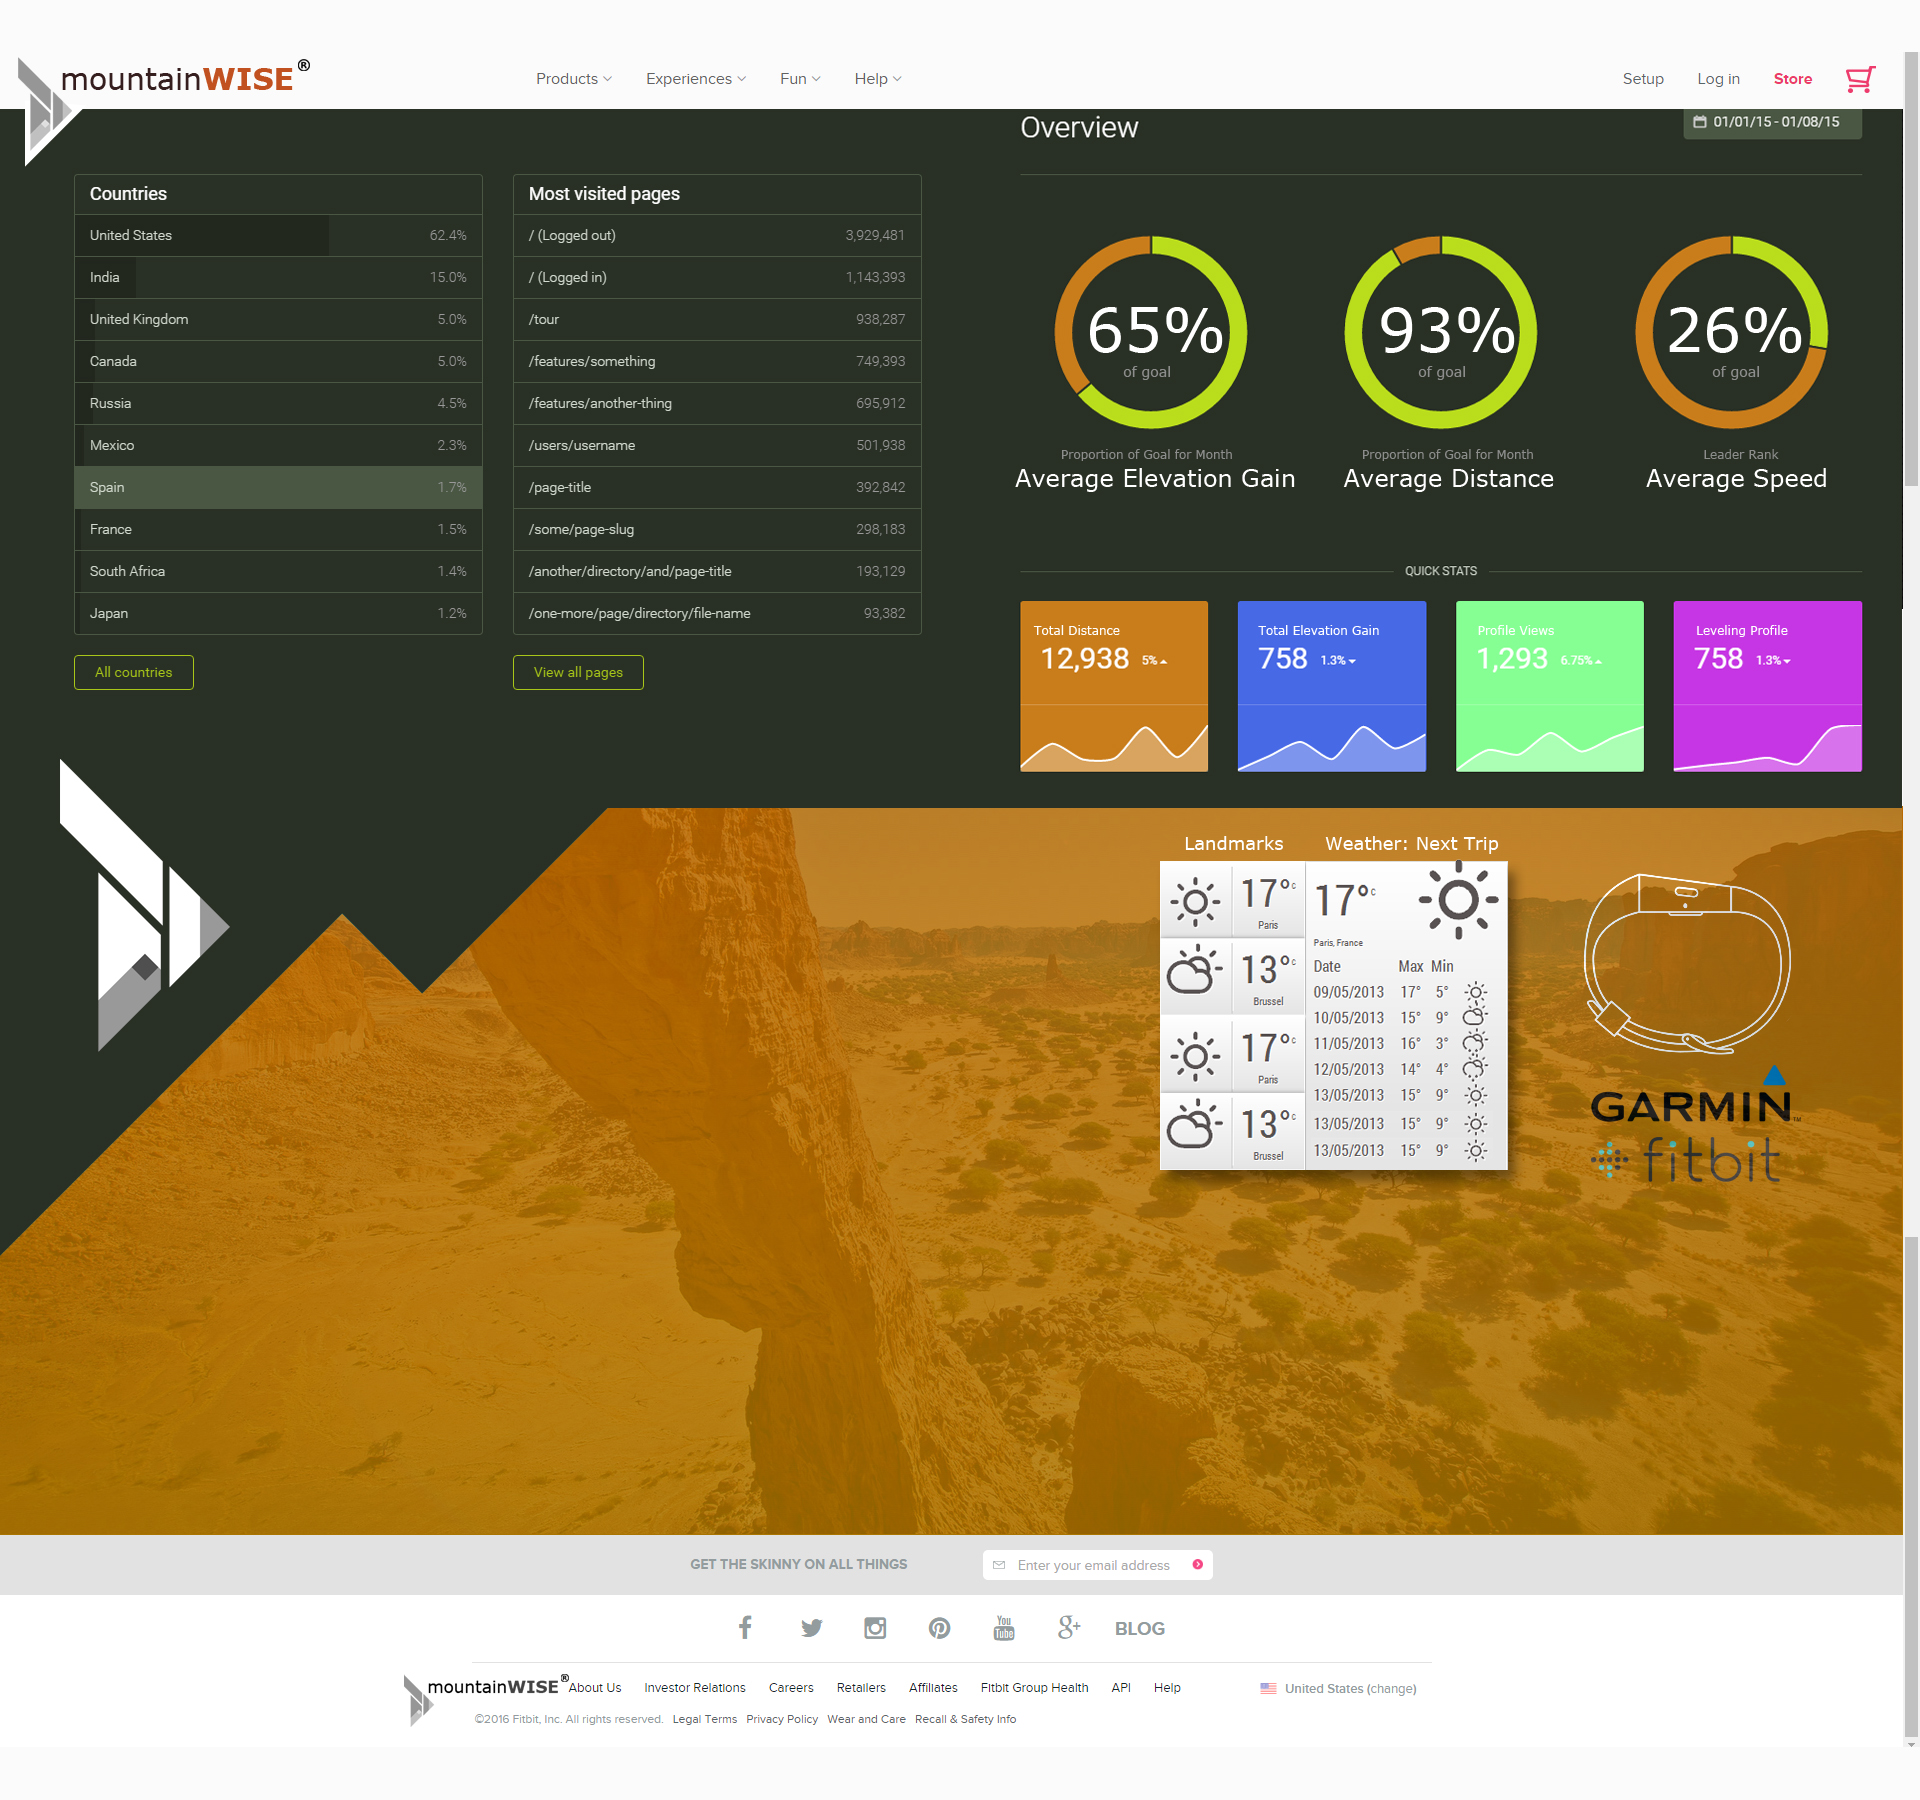 mountainWISE®
Products Experiences Fun Help
Setup Log in Store
Overview
01/01/15 - 01/08/15
Countries
United States 62.4%
India 15.0%
United Kingdom 5.0%
Canada 5.0%
Russia 4.5%
Mexico 2.3%
Spain 1.7%
France 1.5%
South Africa 1.4%
Japan 1.2%
All countries
Most visited pages
/ (Logged out) 3,929,481
/ (Logged in) 1,143,393
/tour 938,287
/features/something 749,393
/features/another-thing 695,912
/users/username 501,938
/page-title 392,842
/some/page-slug 298,183
/another/directory/and/page-title 193,129
/one-more/page/directory/file-name 93,382
View all pages
65%
of goal
Proportion of Goal for Month
Average Elevation Gain
93%
of goal
Proportion of Goal for Month
Average Distance
26%
of goal
Leader Rank
Average Speed
QUICK STATS
Total Distance
12,938 5%
Total Elevation Gain
758 1.3%
Profile Views
1,293 6.75%
Leveling Profile
758 1.3%
Landmarks
17°c
Paris
13°c
Brussel
17°c
Paris
13°c
Brussel
Weather: Next Trip
17°c
Paris, France
Date Max Min
09/05/2013 17° 5°
10/05/2013 15° 9°
11/05/2013 16° 3°
12/05/2013 14° 4°
13/05/2013 15° 9°
13/05/2013 15° 9°
13/05/2013 15° 9°
GARMIN™
fitbit
GET THE SKINNY ON ALL THINGS
Enter your email address
You
Tube
g+
BLOG
mountainWISE®
About Us Investor Relations Careers Retailers Affiliates Fitbit Group Health API Help
United States (change)
©2016 Fitbit, Inc. All rights reserved. Legal Terms Privacy Policy Wear and Care Recall & Safety Info